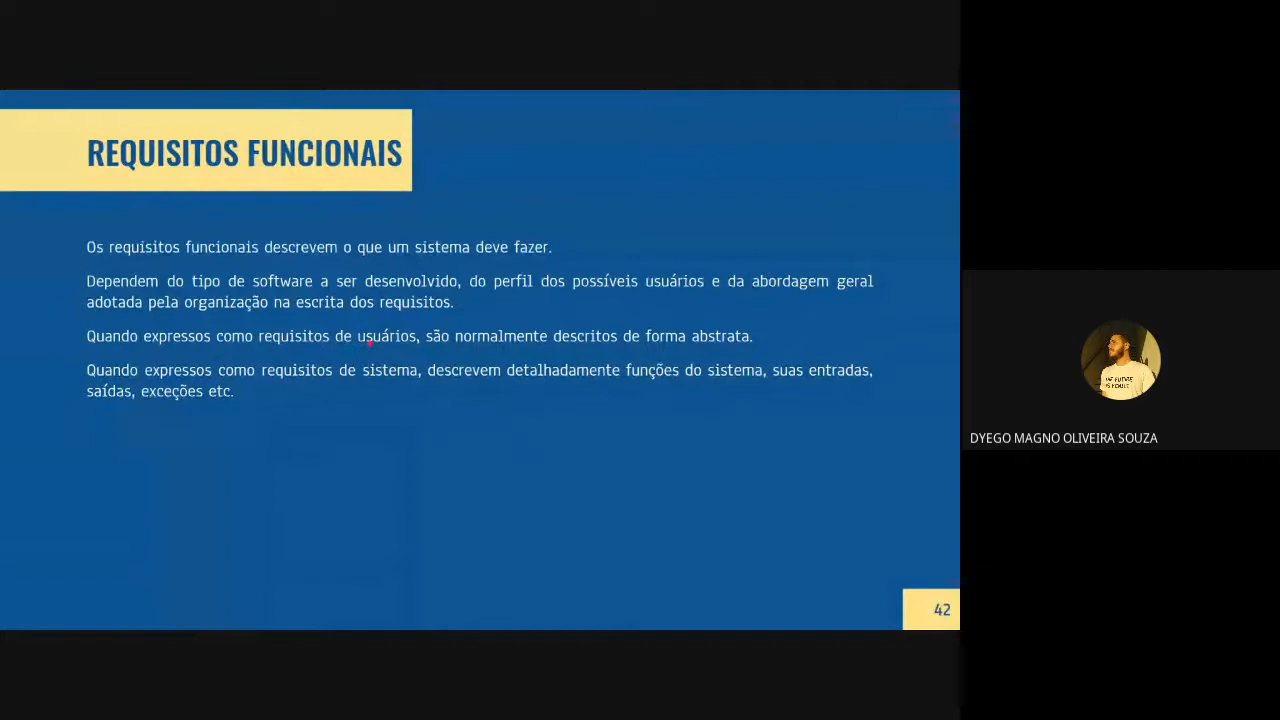 REQUISITOS FUNCIONAIS
Os requisitos funcionais descrevem o que um sistema deve fazer.
Dependem do tipo de software a ser desenvolvido, do perfil dos possíveis usuários e da abordagem geral
adotada pela organização na escrita dos requisitos.
Quando expressos como requisitos de usuários, são normalmente descritos de forma abstrata.
Quando expressos como requisitos de sistema, descrevem detalhadamente funções do sistema, suas entradas,
saídas, exceções etc.
42
DYEGO MAGNO OLIVEIRA SOUZA